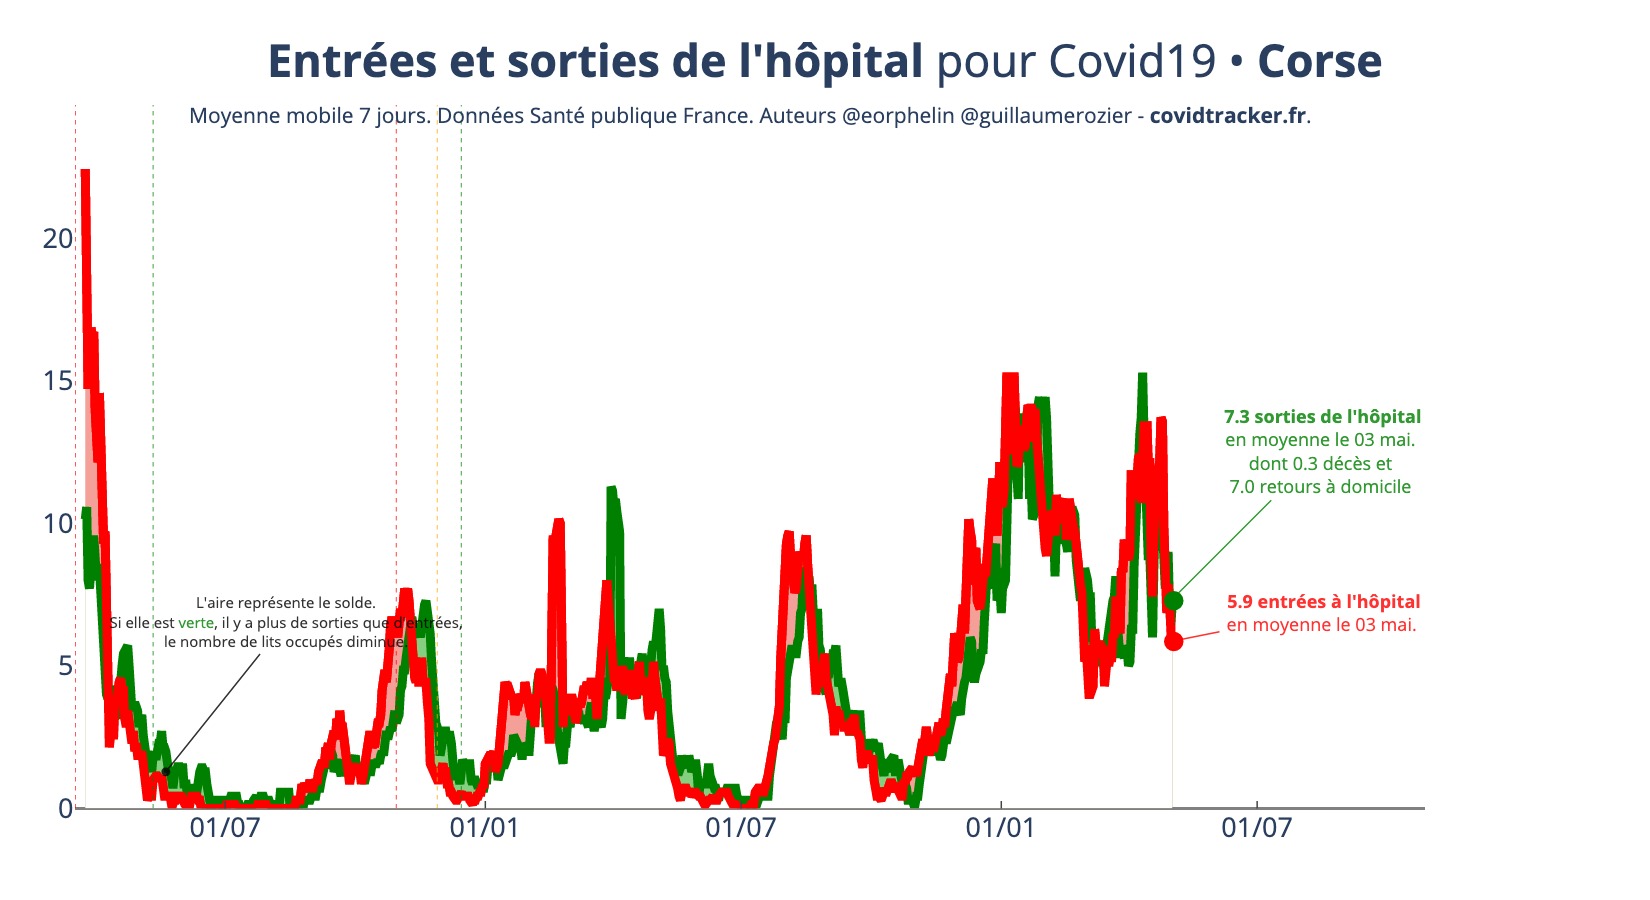 Entrées et sorties de l'hôpital pour Covid19 • Corse
Moyenne mobile 7 jours. Données Santé publique France. Auteurs @eorphelin @guillaumerozier - covidtracker.fr.
20
15
10
5
0
7.3 sorties de l'hôpital
en moyenne le 03 mai.
dont 0.3 décès et
7.0 retours à domicile
5.9 entrées à l'hôpital
en moyenne le 03 mai.
L'aire représente le solde.
Si elle est verte, il y a plus de sorties que d'entrées,
le nombre de lits occupés diminue.
01/07
01/01
01/07
01/01
01/07